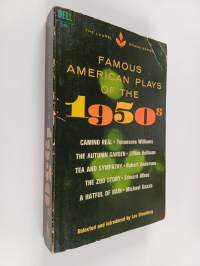 DELL
THE LAUREL DRAMA SERIES
FAMOUS
AMERICAN PLAYS
OF THE
1950s
CAMINO REAL • Tennessee Williams
THE AUTUMN GARDEN • Lillian Hellman
TEA AND SYMPATHY • Robert Anderson
THE ZOO STORY • Edward Albee
A HATFUL OF RAIN • Michael Gazzo
Selected and introduced by Lee Strasberg